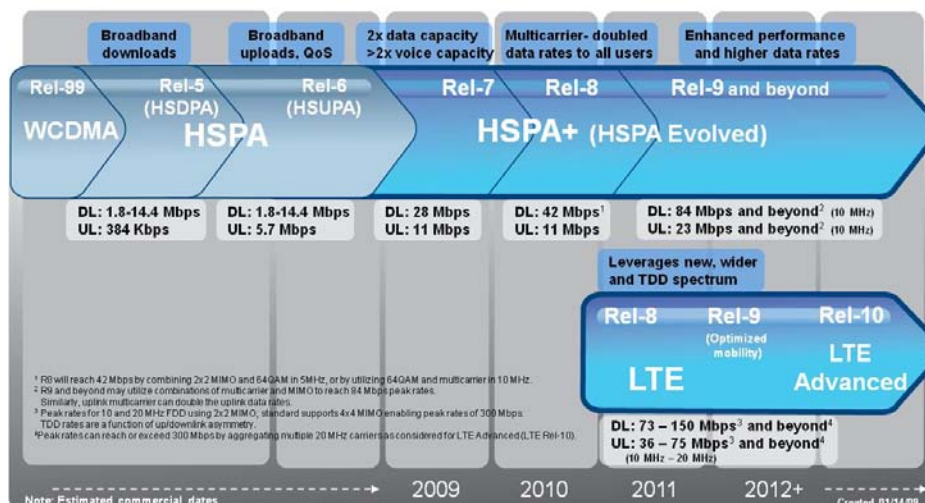 Broadband
downloads
Broadband
uploads, QoS
2x data capacity
>2x voice capacity
Multicarrier- doubled
data rates to all users
Enhanced performance
and higher data rates
Rel-99
WCDMA
Rel-5
(HSDPA)
Rel-6
(HSUPA)
HSPA
Rel-7
Rel-8
Rel-9 and beyond
HSPA+ (HSPA Evolved)
DL: 1.8-14.4 Mbps
UL: 384 Kbps
DL: 1.8-14.4 Mbps
UL: 5.7 Mbps
DL: 28 Mbps
UL: 11 Mbps
DL: 42 Mbps¹
UL: 11 Mbps
DL: 84 Mbps and beyond² (10 MHz)
UL: 23 Mbps and beyond² (10 MHz)
Leverages new, wider
and TDD spectrum
Rel-8
Rel-9
(Optimized
mobility)
Rel-10
LTE
LTE
Advanced
DL: 73 – 150 Mbps³ and beyond⁴
UL: 36 – 75 Mbps³ and beyond⁴
(10 MHz – 20 MHz)
¹ R8 will reach 42 Mbps by combining 2x2 MIMO and 64QAM in 5MHz, or by utilizing 64QAM and multicarrier in 10 MHz.
² R9 and beyond may utilize combinations of multicarrier and MIMO to reach 84 Mbps peak rates.
Similarly, uplink multicarrier can double the uplink data rates.
³ Peak rates for 10 and 20 MHz FDD using 2x2 MIMO; standard supports 4x4 MIMO enabling peak rates of 300 Mbps.
TDD rates are a function of up/downlink asymmetry.
⁴Peak rates can reach or exceed 300 Mbps by aggregating multiple 20 MHz carriers as considered for LTE Advanced (LTE Rel-10).
2009
2010
2011
2012+
Note: Estimated commercial dates
Created 01/14/09